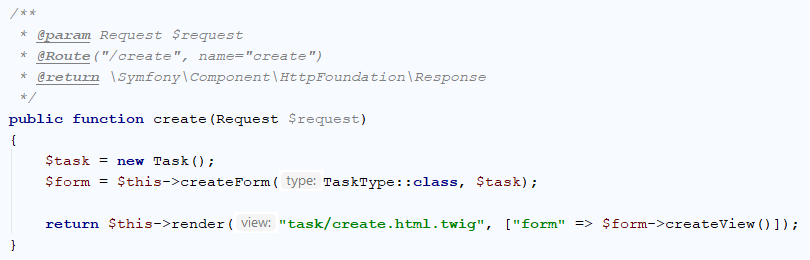 /**
 * @param Request $request
 * @Route("/create", name="create")
 * @return \Symfony\Component\HttpFoundation\Response
 */
public function create(Request $request)
{
    $task = new Task();
    $form = $this->createForm( type: TaskType::class, $task);

    return $this->render( view: "task/create.html.twig", ["form" => $form->createView()]);
}